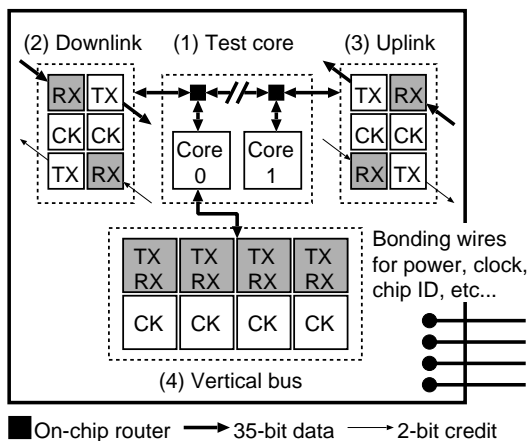 (2) Downlink (1) Test core (3) Uplink
RX TX TX RX
CK CK CK CK
TX RX RX TX
Core 0 Core 1
TX RX TX RX TX RX TX RX
CK CK CK CK
(4) Vertical bus
Bonding wires
for power, clock,
chip ID, etc...
On-chip router 35-bit data 2-bit credit